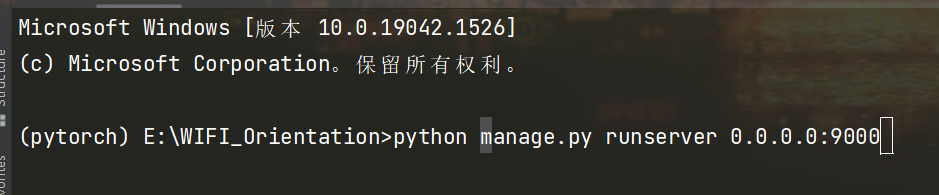 Microsoft Windows [版本 10.0.19042.1526]
(c) Microsoft Corporation。保留所有权利。
(pytorch) E:\WIFI_Orientation>python manage.py runserver 0.0.0.0:9000
Structure